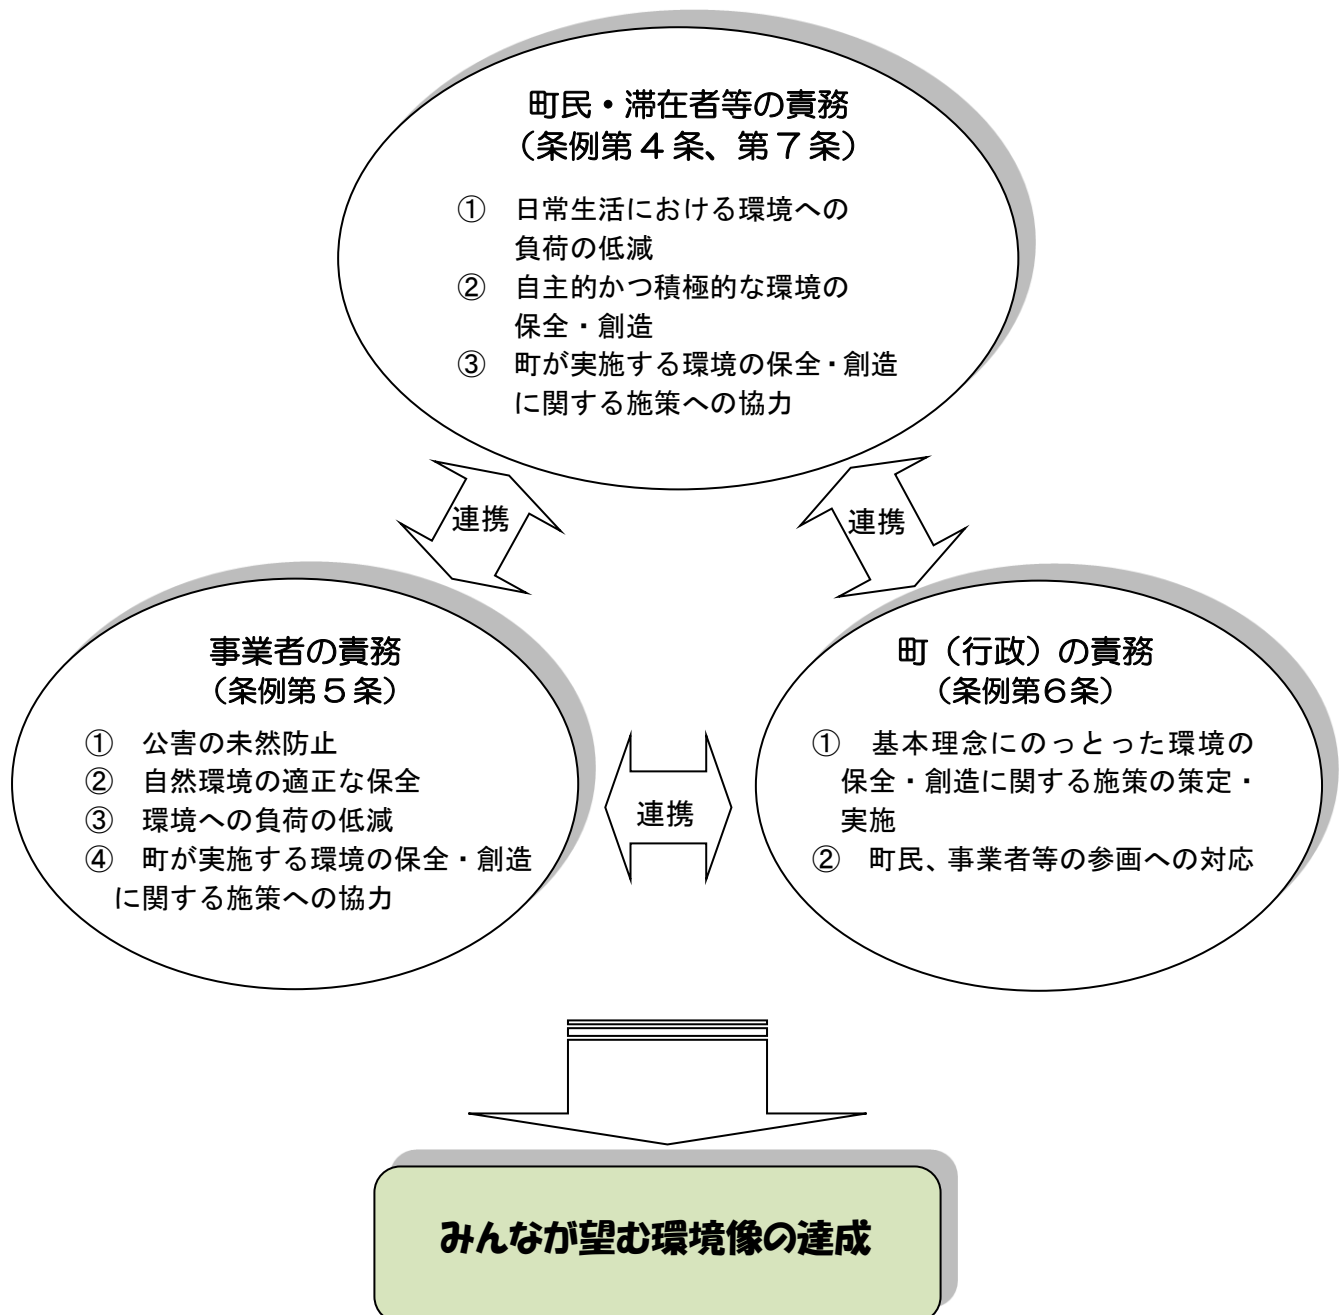 町民・滞在者等の責務
（条例第４条、第７条）
①　日常生活における環境への
負荷の低減
②　自主的かつ積極的な環境の
保全・創造
③　町が実施する環境の保全・創造
に関する施策への協力
連携
連携
事業者の責務
（条例第５条）
①　公害の未然防止
②　自然環境の適正な保全
③　環境への負荷の低減
④　町が実施する環境の保全・創造
に関する施策への協力
連携
町（行政）の責務
（条例第６条）
①　基本理念にのっとった環境の
保全・創造に関する施策の策定・
実施
②　町民、事業者等の参画への対応
みんなが望む環境像の達成